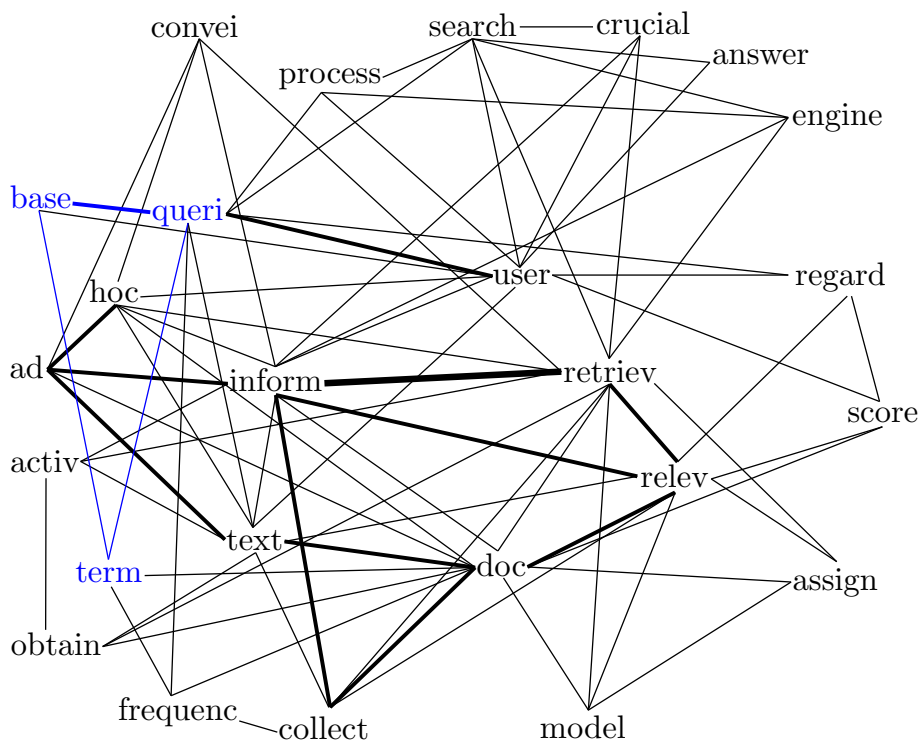 convei
search
crucial
answer
process
engine
base
queri
hoc
user
regard
ad
inform
retriev
score
activ
relev
text
term
doc
assign
obtain
frequenc
collect
model